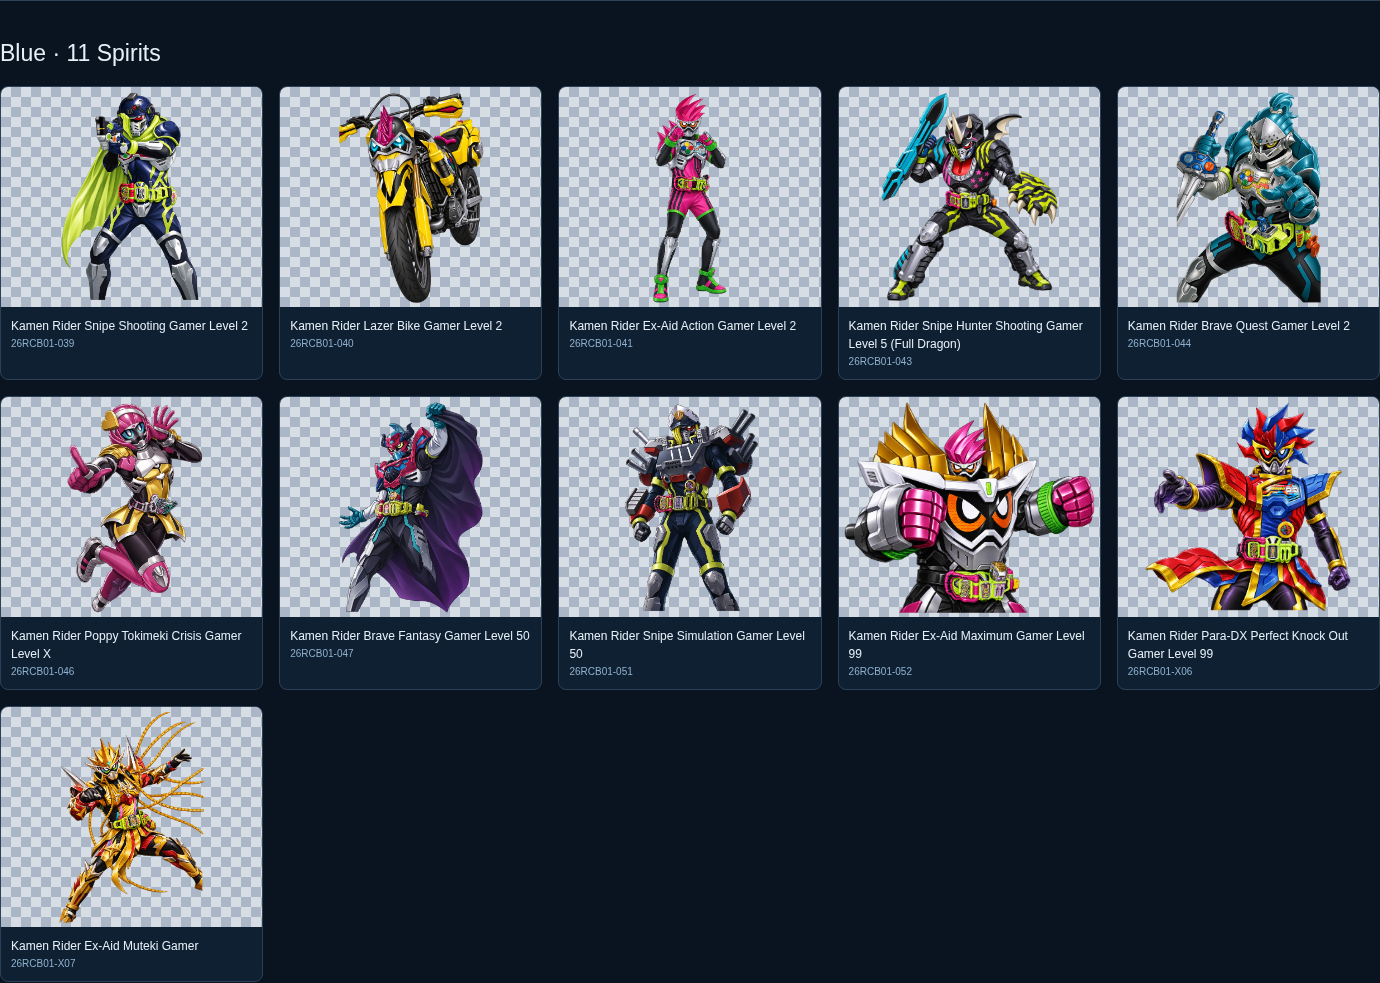 Blue · 11 Spirits
Kamen Rider Snipe Shooting Gamer Level 2
26RCB01-039
Kamen Rider Lazer Bike Gamer Level 2
26RCB01-040
Kamen Rider Ex-Aid Action Gamer Level 2
26RCB01-041
Kamen Rider Snipe Hunter Shooting Gamer
Level 5 (Full Dragon)
26RCB01-043
Kamen Rider Brave Quest Gamer Level 2
26RCB01-044
Kamen Rider Poppy Tokimeki Crisis Gamer
Level X
26RCB01-046
Kamen Rider Brave Fantasy Gamer Level 50
26RCB01-047
Kamen Rider Snipe Simulation Gamer Level
50
26RCB01-051
Kamen Rider Ex-Aid Maximum Gamer Level
99
26RCB01-052
Kamen Rider Para-DX Perfect Knock Out
Gamer Level 99
26RCB01-X06
Kamen Rider Ex-Aid Muteki Gamer
26RCB01-X07